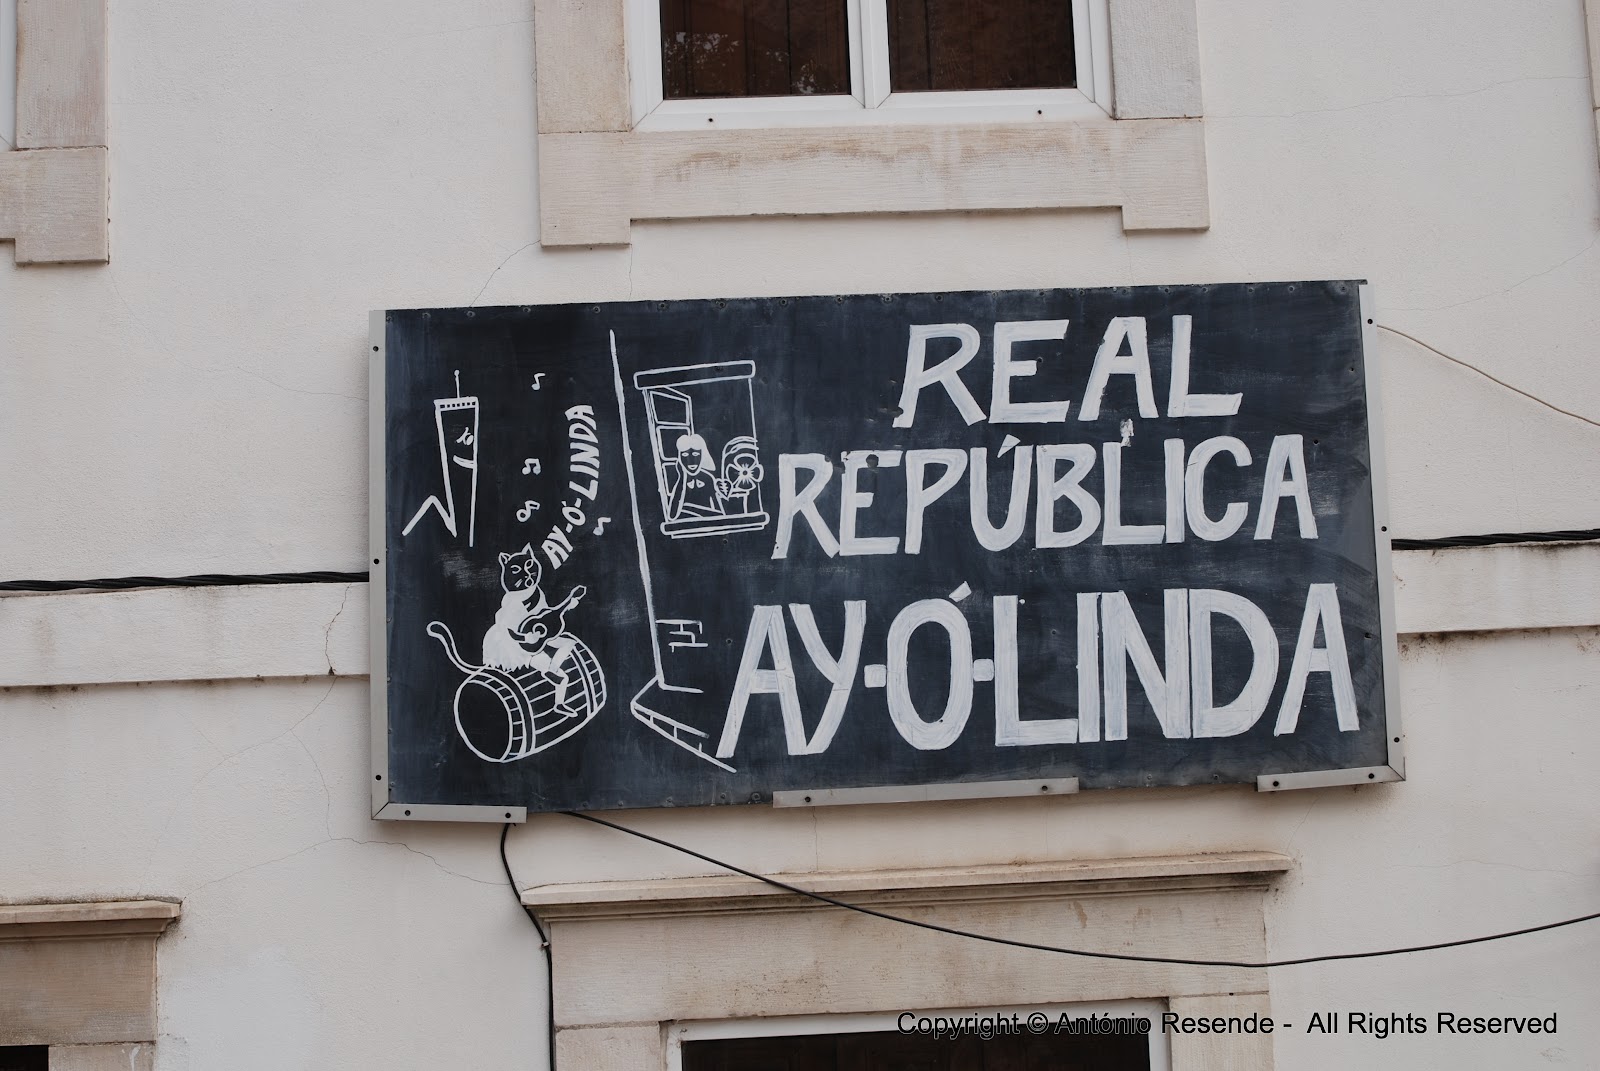 AY-Ó-LINDA
REAL
REPÚBLICA
AY-Ó-LINDA
Copyright © António Resende - All Rights Reserved